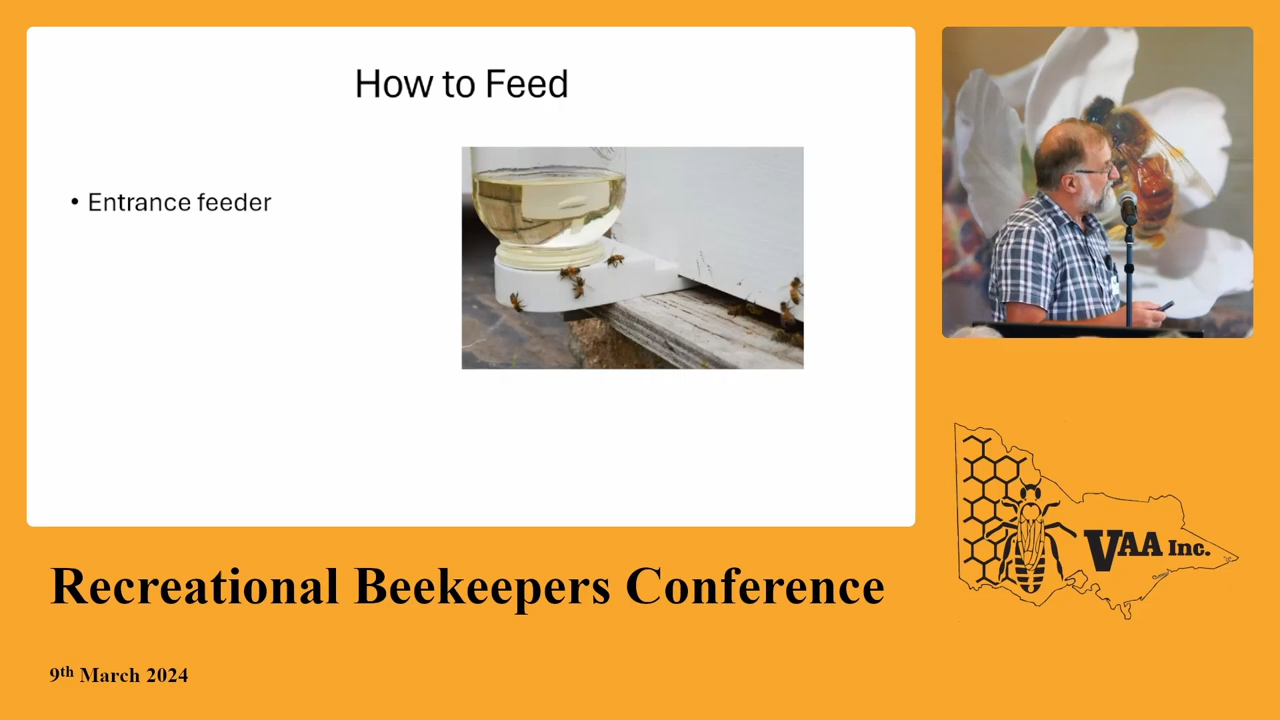 How to Feed
• Entrance feeder
VAA Inc.
Recreational Beekeepers Conference
9th March 2024